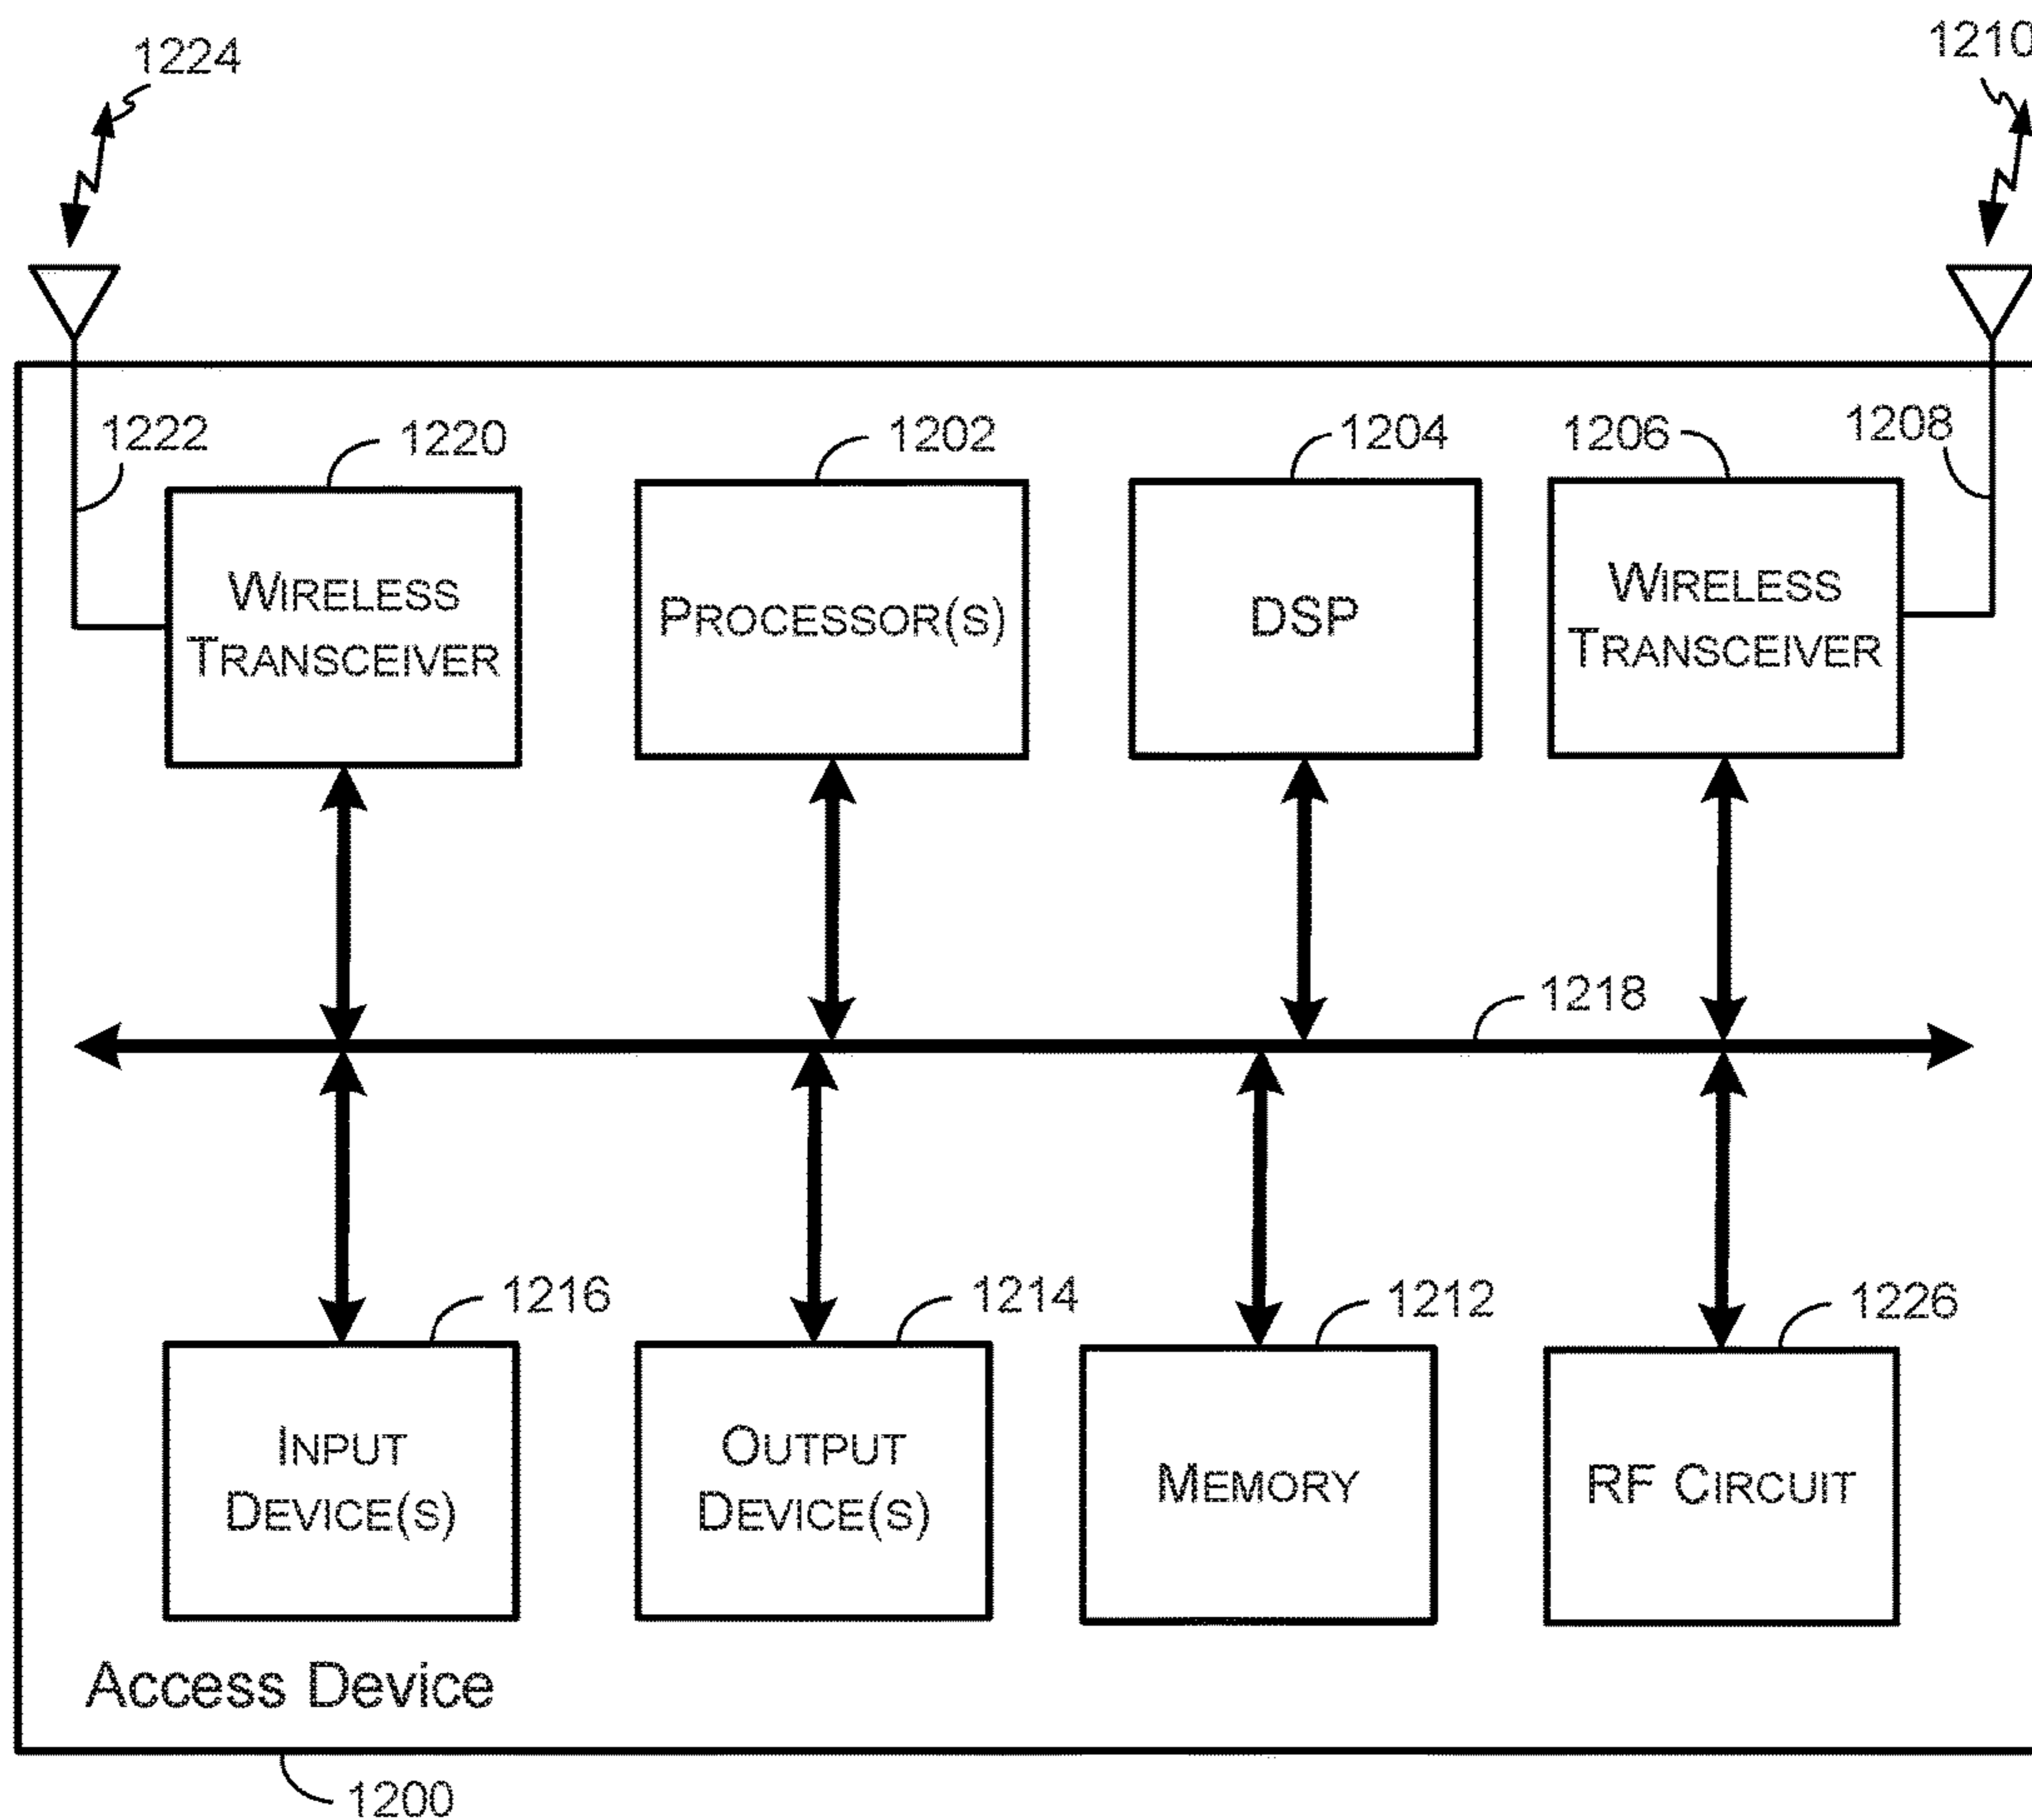 1224
1210
1222
1220
1202
1204
1206
1208
WIRELESS
TRANSCEIVER
PROCESSOR(S)
DSP
WIRELESS
TRANSCEIVER
1218
1216
1214
1212
1226
INPUT
DEVICE(S)
OUTPUT
DEVICE(S)
MEMORY
RF CIRCUIT
Access Device
1200